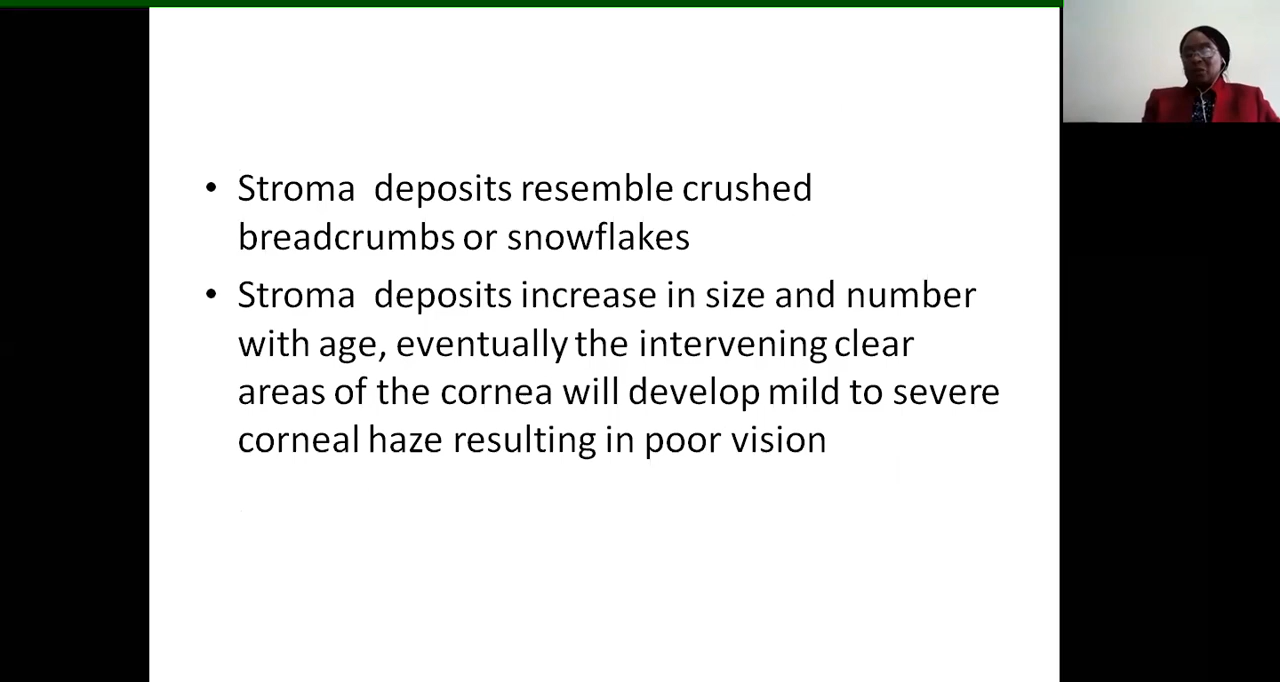 • Stroma  deposits resemble crushed
breadcrumbs or snowflakes
• Stroma  deposits increase in size and number
with age, eventually the intervening clear
areas of the cornea will develop mild to severe
corneal haze resulting in poor vision